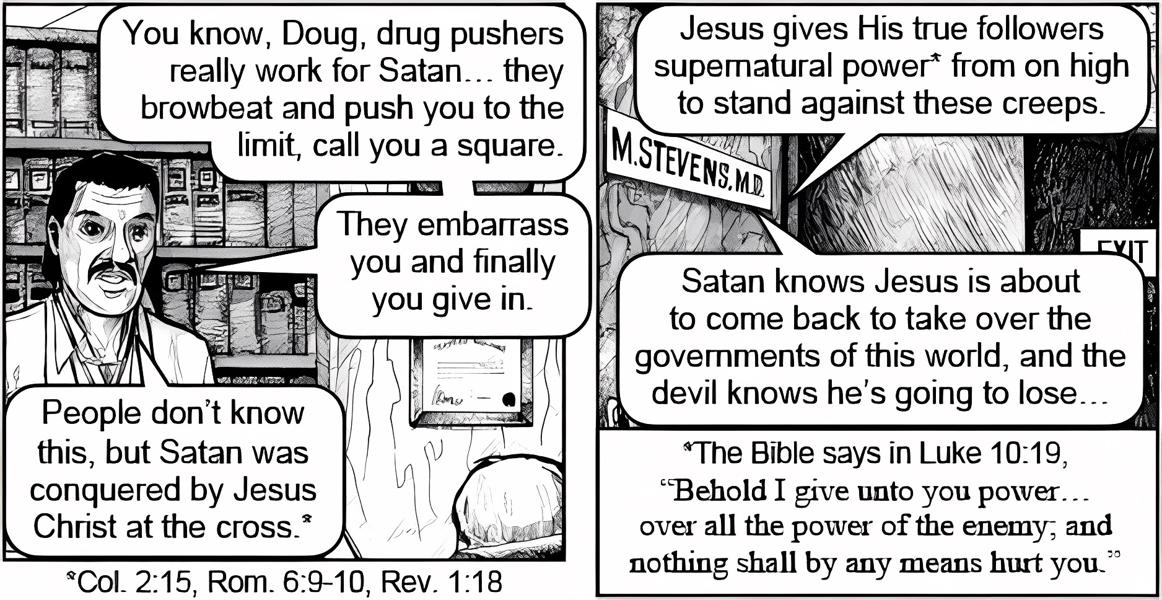 You know, Doug, drug pushers
really work for Satan... they
browbeat and push you to the
limit, call you a square.
They embarrass
you and finally
you give in.
People don't know
this, but Satan was
conquered by Jesus
Christ at the cross.*
*Col. 2:15, Rom. 6:9-10, Rev. 1:18
Jesus gives His true followers
supernatural power* from on high
to stand against these creeps.
M. STEVENS, M.D.
EXIT
Satan knows Jesus is about
to come back to take over the
governments of this world, and the
devil knows he's going to lose...
*The Bible says in Luke 10:19,
"Behold I give unto you power...
over all the power of the enemy; and
nothing shall by any means hurt you."